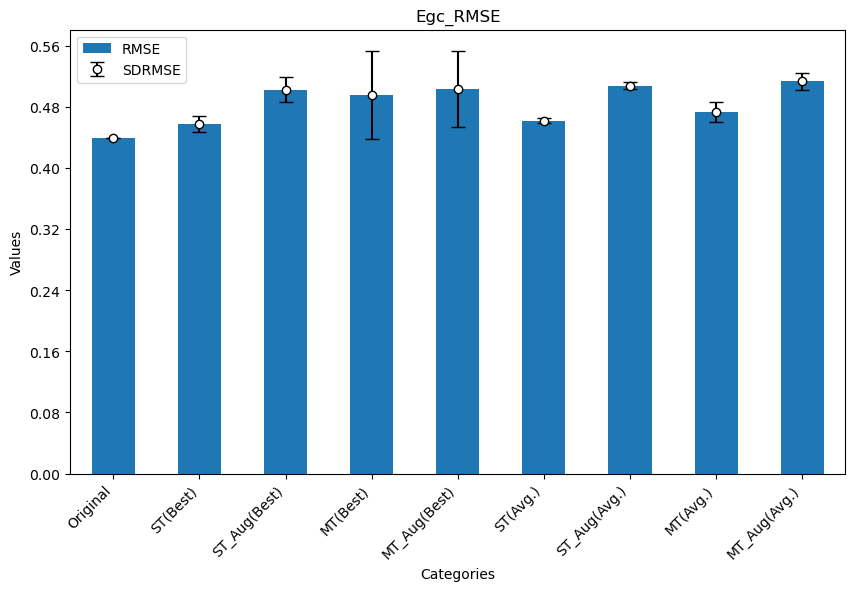 Egc_RMSE
RMSE
SDRMSE
Values
0.56
0.48
0.40
0.32
0.24
0.16
0.08
0.00
Original
ST(Best)
ST_Aug(Best)
MT(Best)
MT_Aug(Best)
ST(Avg.)
ST_Aug(Avg.)
MT(Avg.)
MT_Aug(Avg.)
Categories